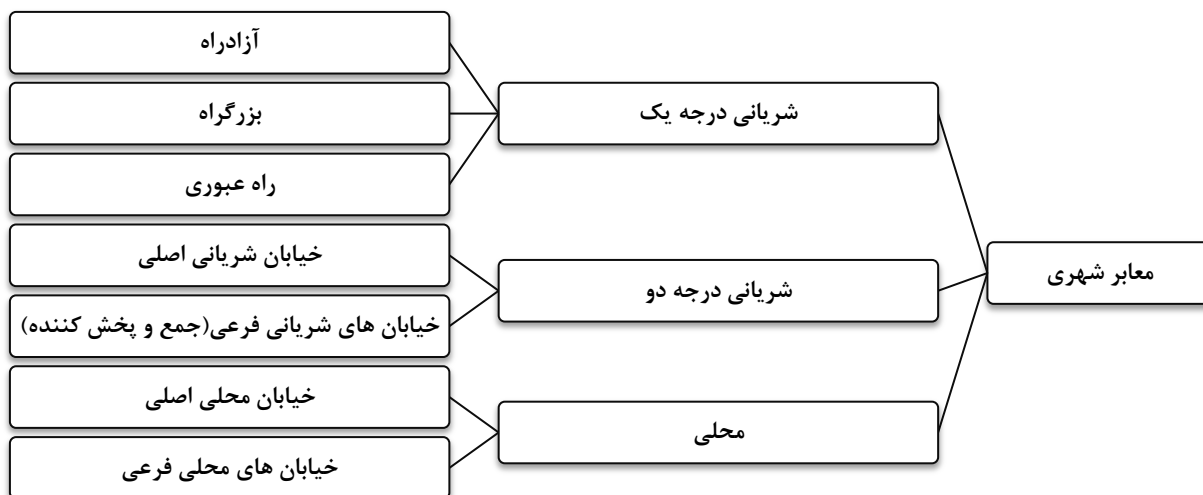 معابر شهری
شریانی درجه یک
آزادراه
بزرگراه
راه عبوری
شریانی درجه دو
خیابان شریانی اصلی
خیابان های شریانی فرعی(جمع و پخش کننده)
محلی
خیابان محلی اصلی
خیابان های محلی فرعی